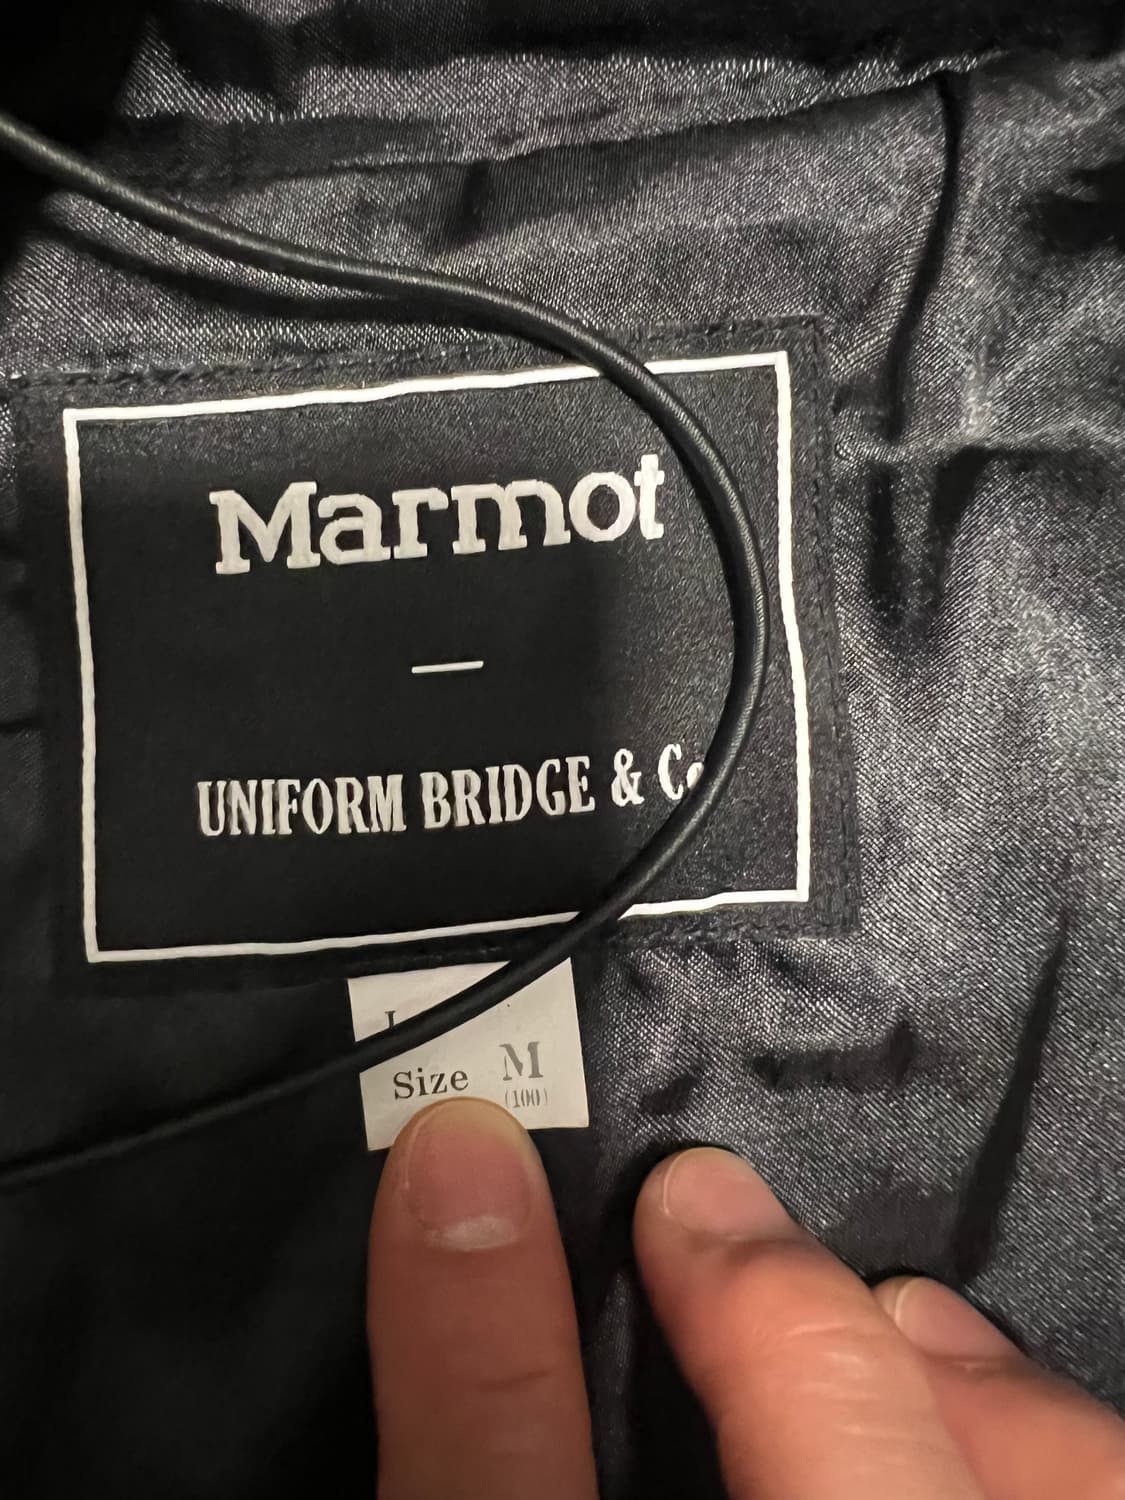 Marmot
—
UNIFORM BRIDGE & Co
Size M
(100)